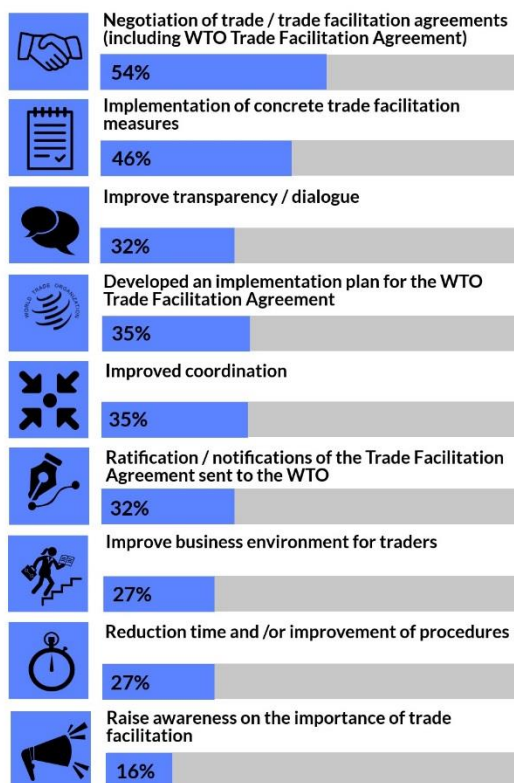 Negotiation of trade / trade facilitation agreements
(including WTO Trade Facilitation Agreement)
54%
Implementation of concrete trade facilitation
measures
46%
Improve transparency / dialogue
32%
WORLD TRADE ORGANIZATION
Developed an implementation plan for the WTO
Trade Facilitation Agreement
35%
Improved coordination
35%
Ratification / notifications of the Trade Facilitation
Agreement sent to the WTO
32%
Improve business environment for traders
27%
Reduction time and /or improvement of procedures
27%
Raise awareness on the importance of trade
facilitation
16%